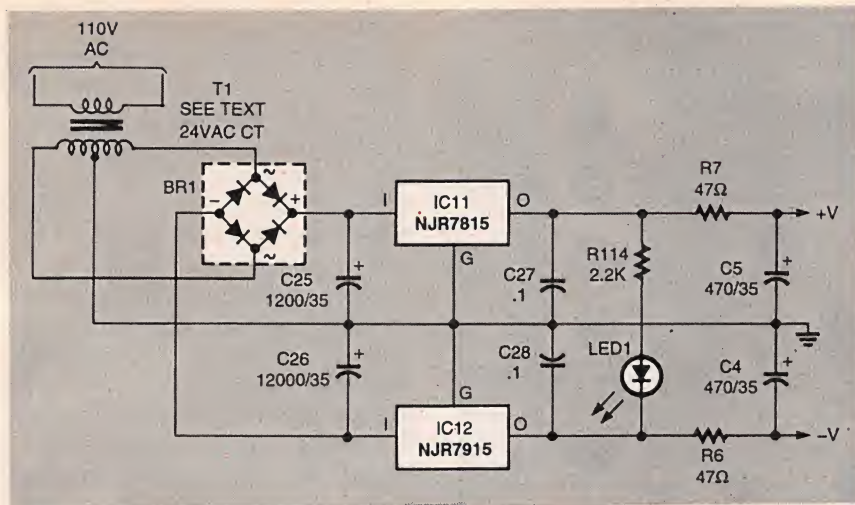 110V
AC
T1
SEE TEXT
24VAC CT
BR1
~
−
+
~
I
IC11
NJR7815
O
G
R7
47Ω
+V
C25
1200/35
+
C27
.1
R114
2.2K
C5
470/35
+
C26
12000/35
+
C28
.1
LED1
C4
470/35
+
G
I
IC12
NJR7915
O
R6
47Ω
−V